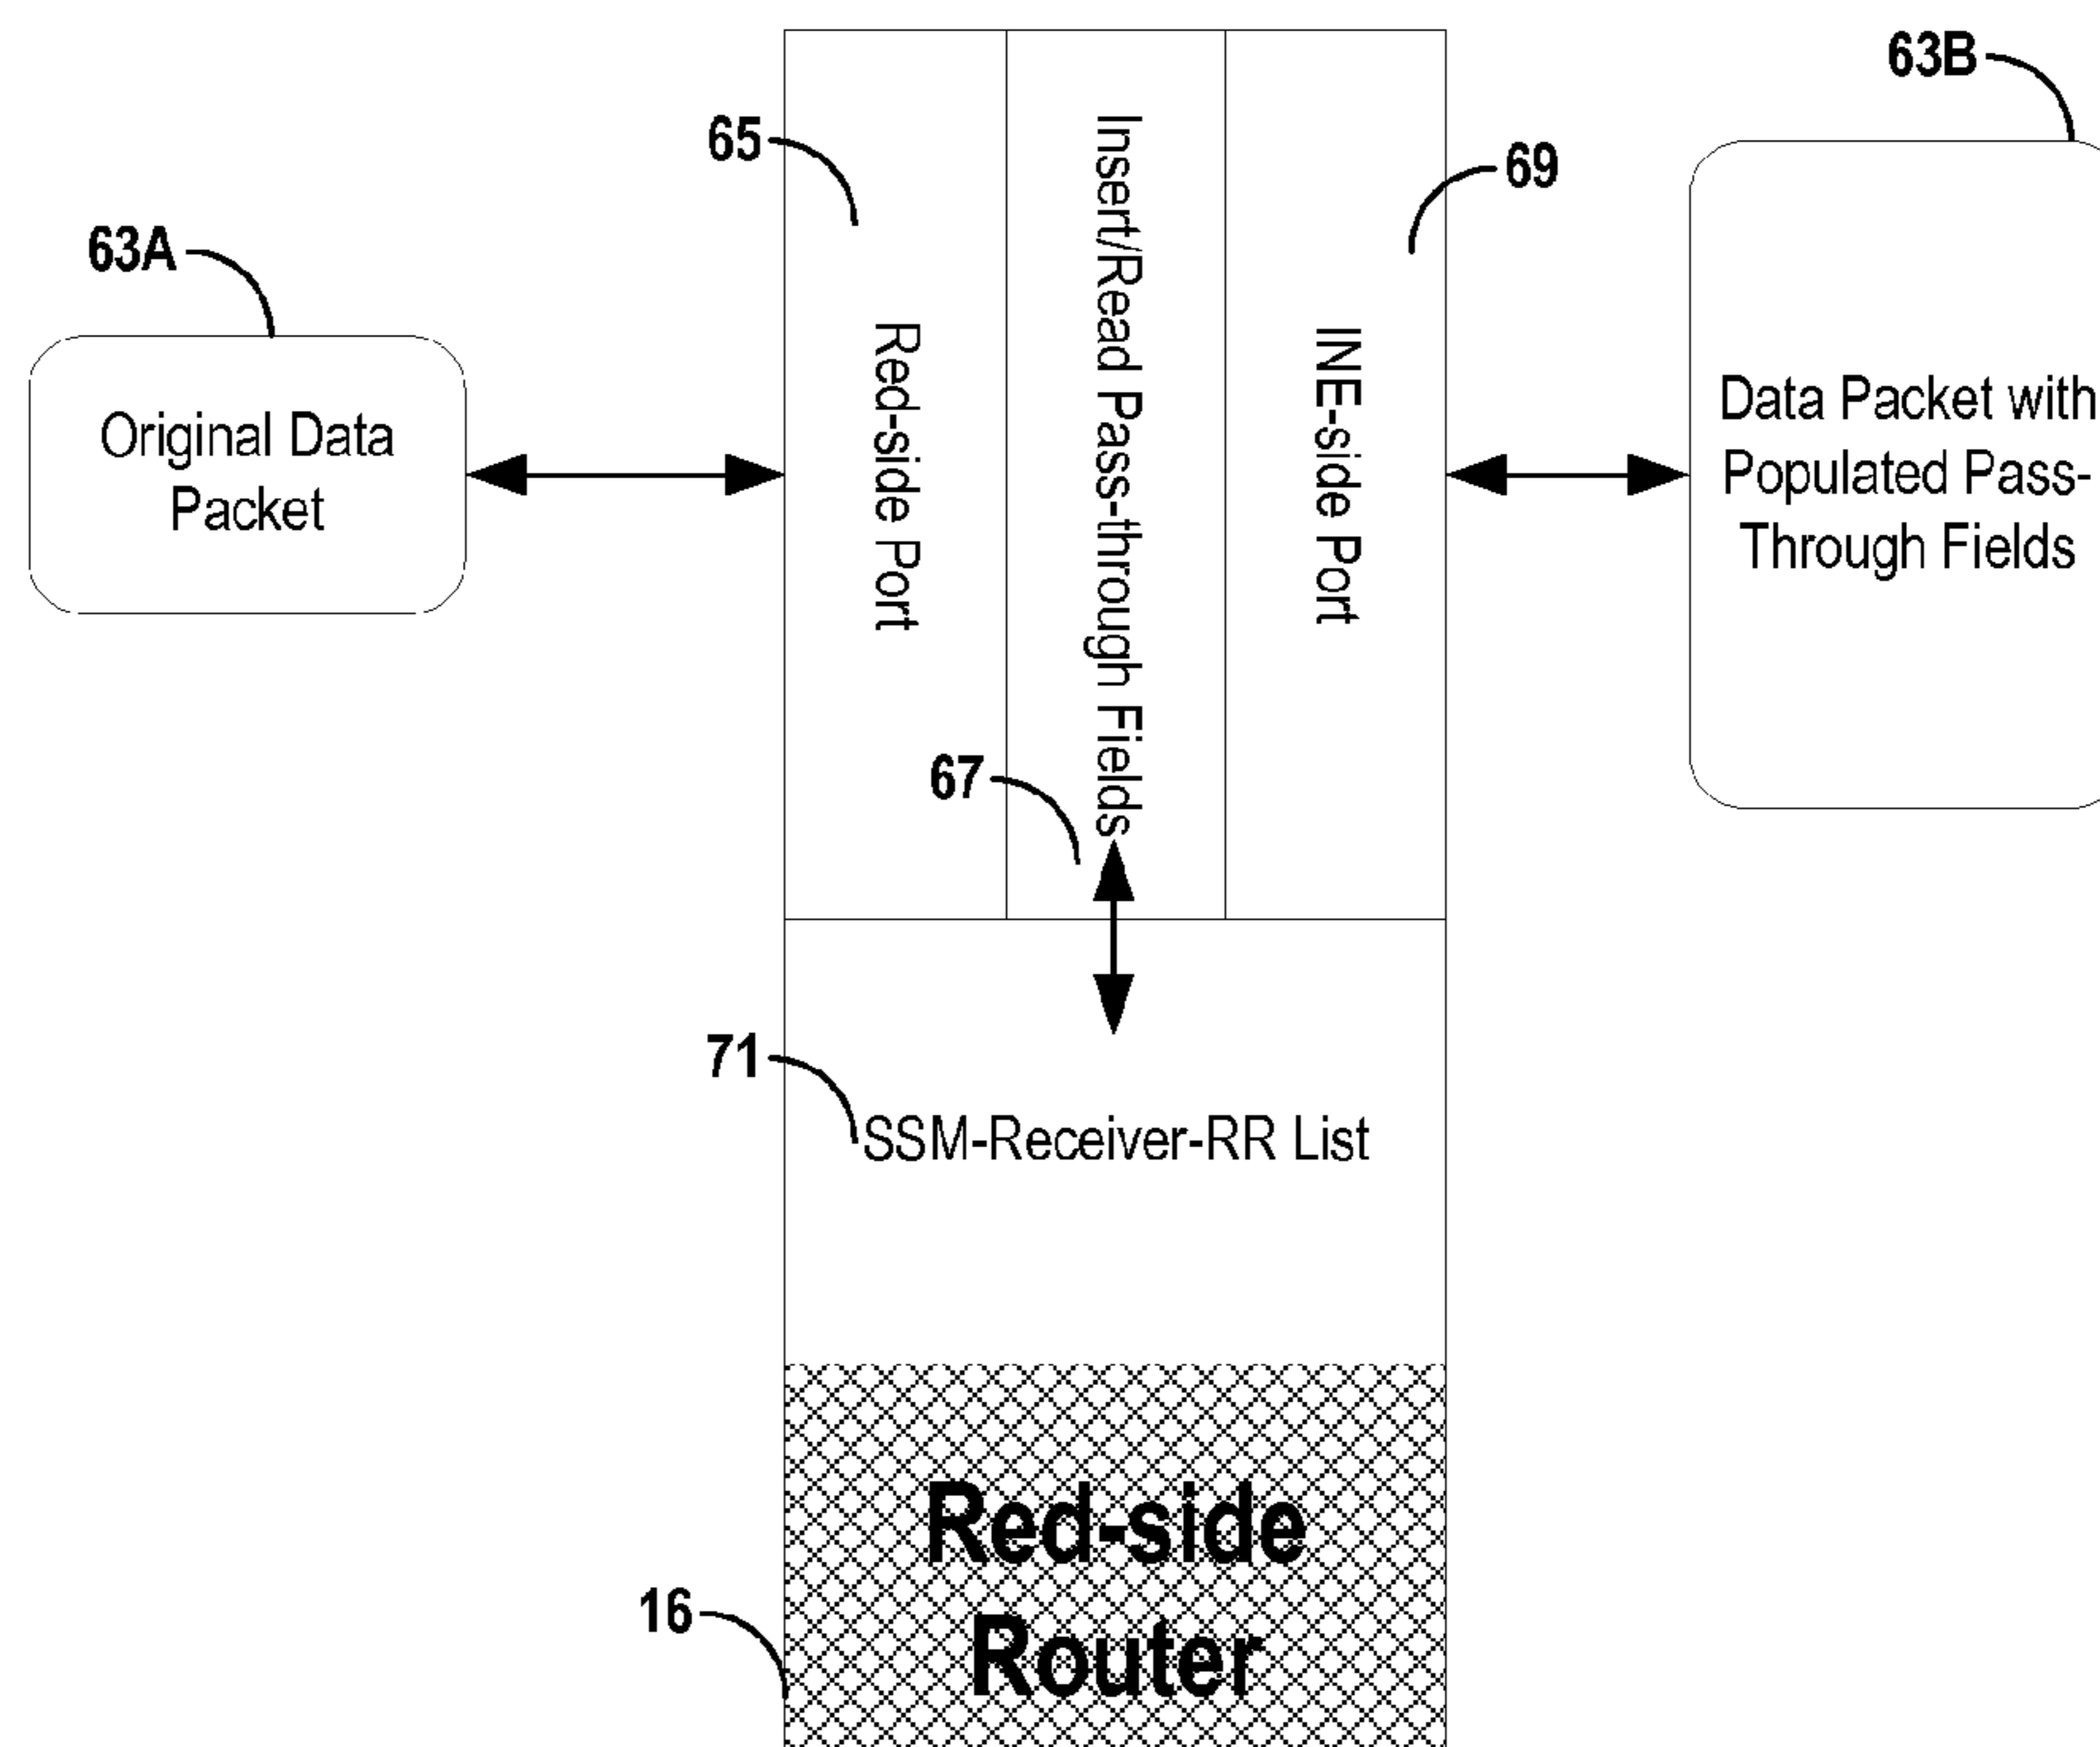 63B
65
69
63A
Original Data
Packet
Red-side Port
Insert/Read Pass-through Fields
INE-side Port
Data Packet with
Populated Pass-
Through Fields
67
71
SSM-Receiver-RR List
16
Red-side
Router